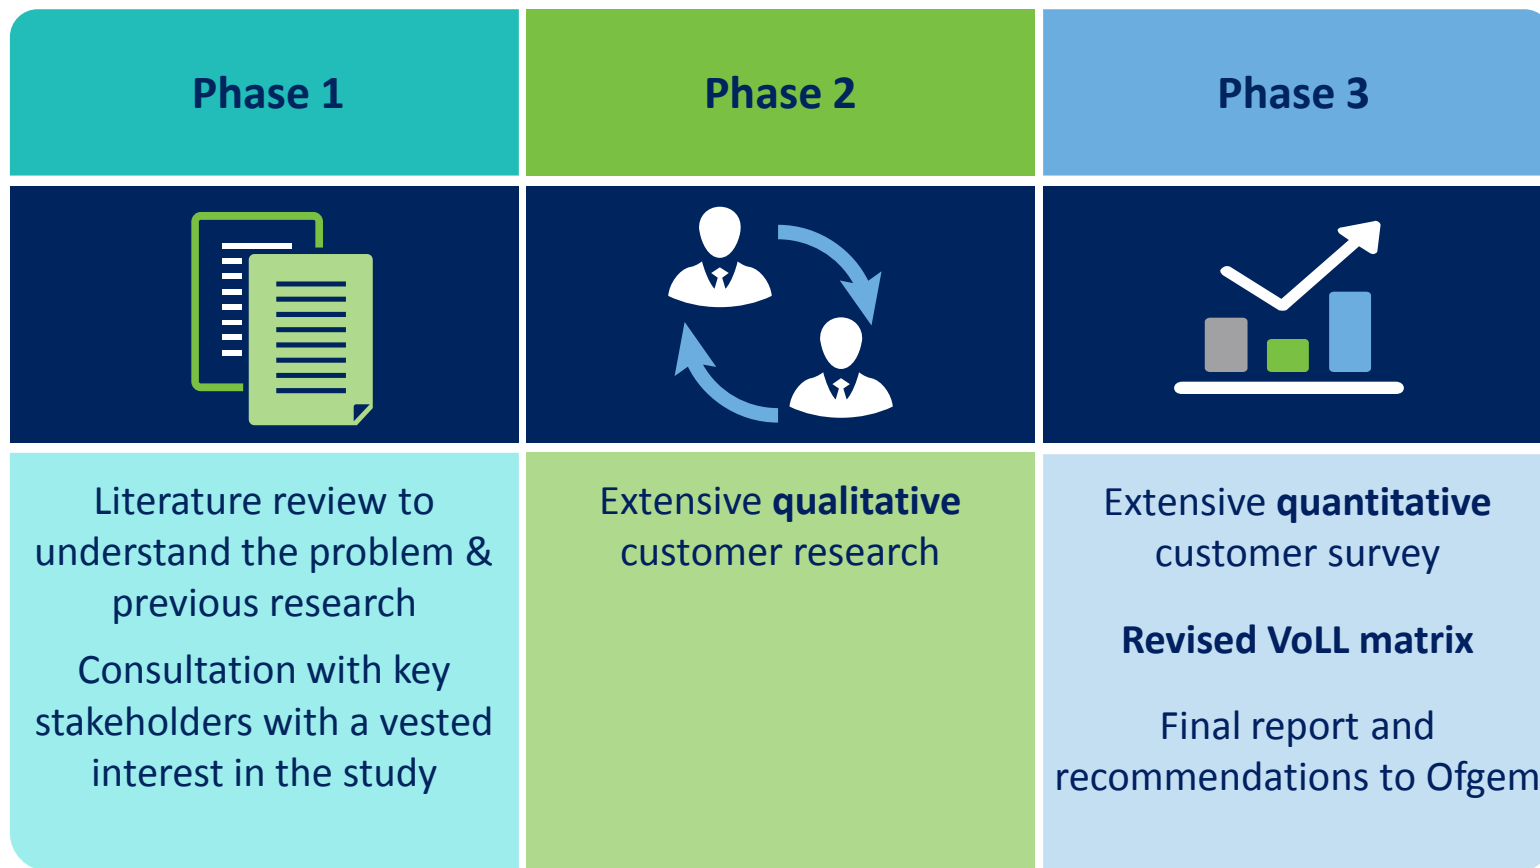 Phase 1
Phase 2
Phase 3
Literature review to
understand the problem &
previous research
Consultation with key
stakeholders with a vested
interest in the study
Extensive qualitative
customer research
Extensive quantitative
customer survey
Revised VoLL matrix
Final report and
recommendations to Ofgem